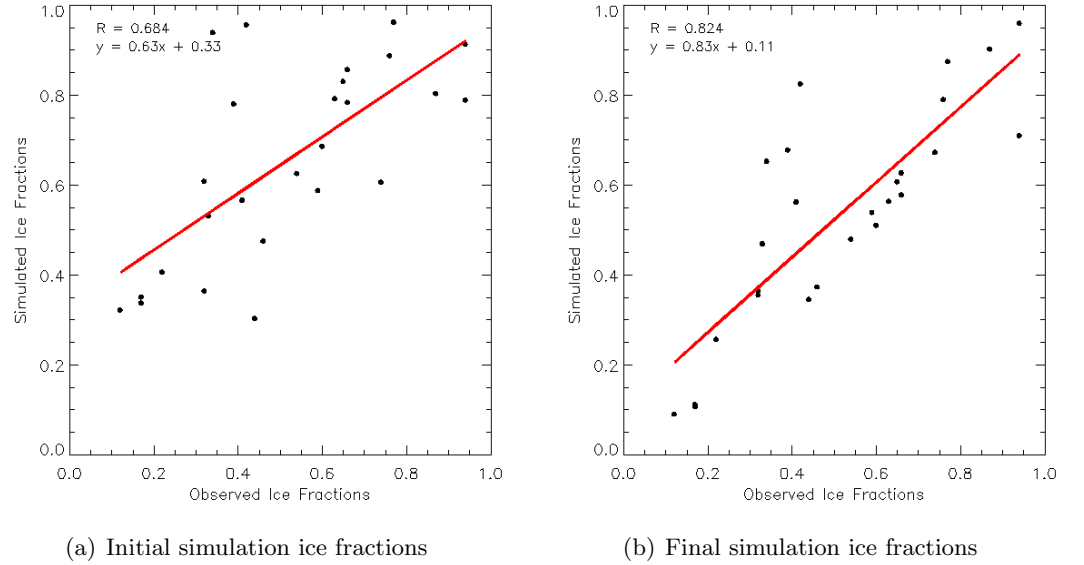 R = 0.684
y = 0.63x + 0.33
1.0
0.8
0.6
0.4
0.2
0.0
Simulated Ice Fractions
0.0 0.2 0.4 0.6 0.8 1.0
Observed Ice Fractions
(a) Initial simulation ice fractions
R = 0.824
y = 0.83x + 0.11
1.0
0.8
0.6
0.4
0.2
0.0
Simulated Ice Fractions
0.0 0.2 0.4 0.6 0.8 1.0
Observed Ice Fractions
(b) Final simulation ice fractions